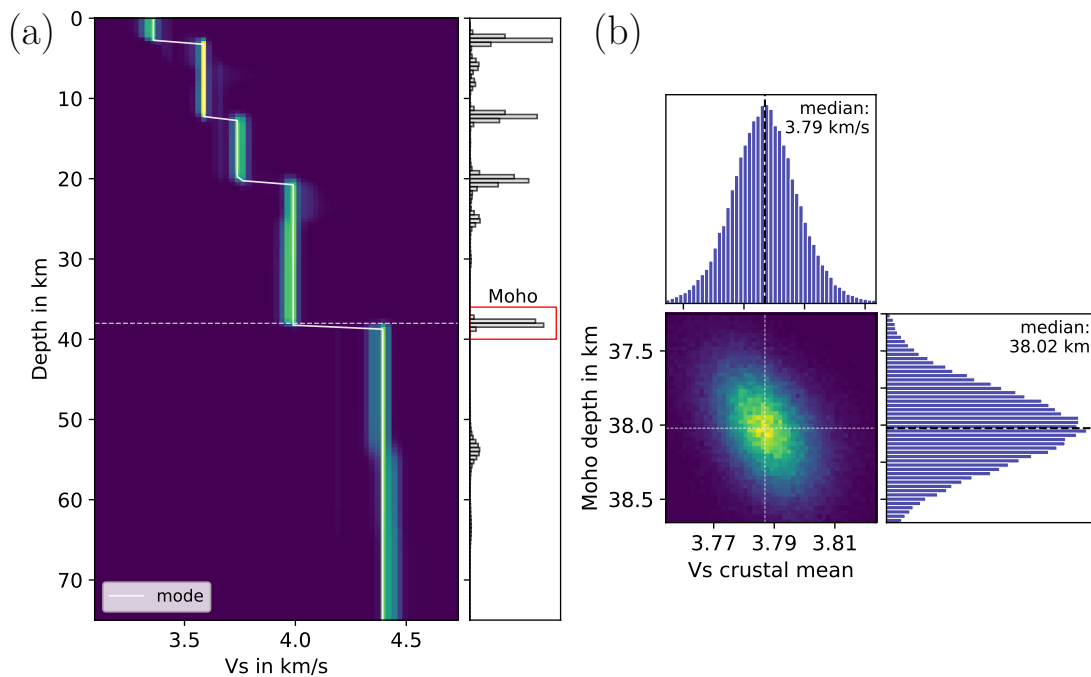 (a)
0
10
20
30
40
50
60
70
Depth in km
Moho
mode
3.5 4.0 4.5
Vs in km/s
(b)
median:
3.79 km/s
37.5
38.0
38.5
Moho depth in km
median:
38.02 km
3.77 3.79 3.81
Vs crustal mean